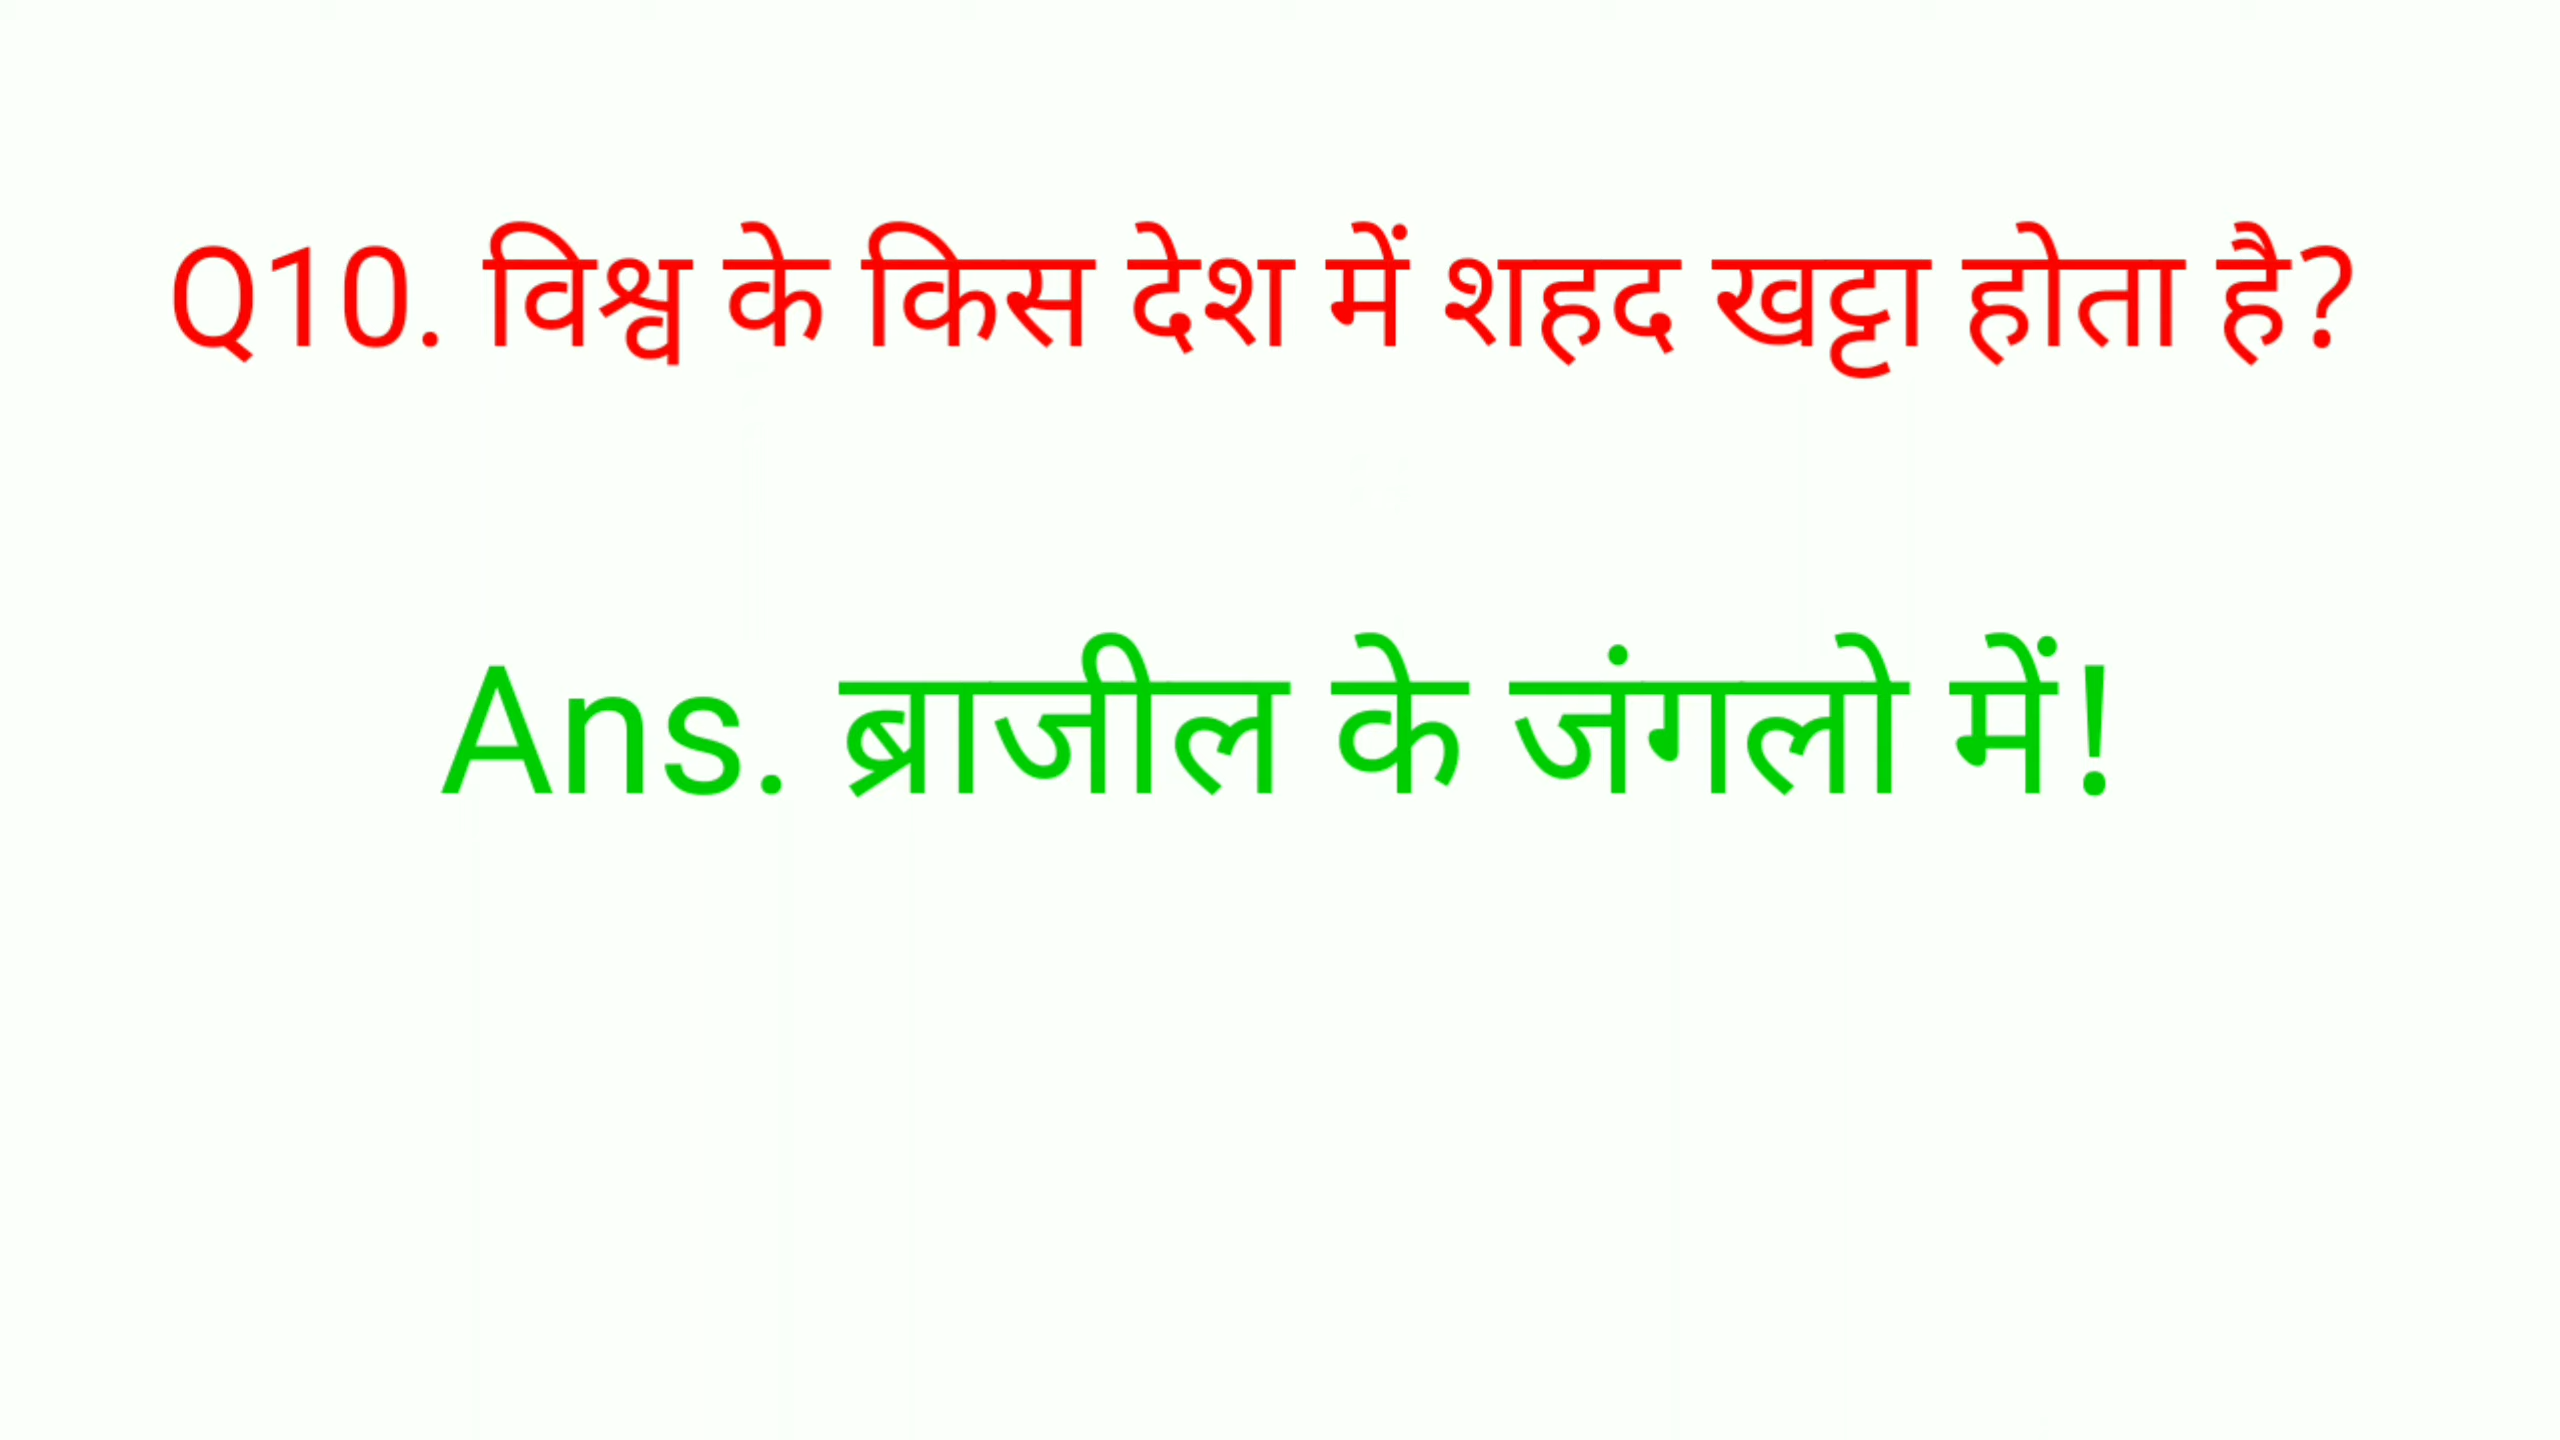 Q10. विश्व के किस देश में शहद खट्टा होता है?
Ans. ब्राजील के जंगलो में!